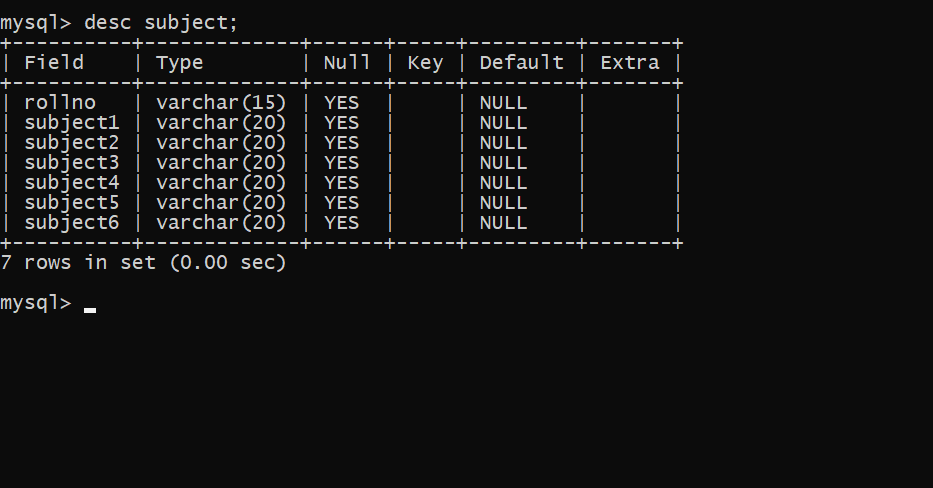 mysql> desc subject;
+----------+-------------+------+-----+---------+-------+
| Field    | Type        | Null | Key | Default | Extra |
+----------+-------------+------+-----+---------+-------+
| rollno   | varchar(15) | YES  |     | NULL    |       |
| subject1 | varchar(20) | YES  |     | NULL    |       |
| subject2 | varchar(20) | YES  |     | NULL    |       |
| subject3 | varchar(20) | YES  |     | NULL    |       |
| subject4 | varchar(20) | YES  |     | NULL    |       |
| subject5 | varchar(20) | YES  |     | NULL    |       |
| subject6 | varchar(20) | YES  |     | NULL    |       |
+----------+-------------+------+-----+---------+-------+
7 rows in set (0.00 sec)
mysql>